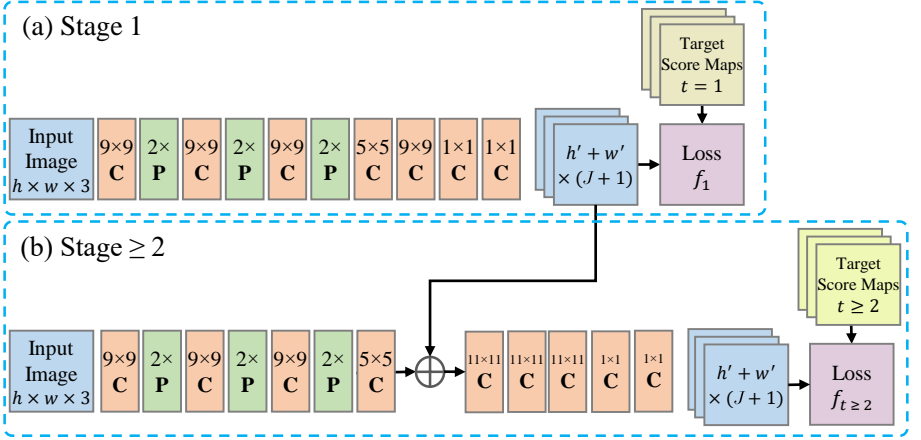 (a) Stage 1
Target
Score Maps
t = 1
Input
Image
h × w × 3
9×9
C
2×
P
9×9
C
2×
P
9×9
C
2×
P
5×5
C
9×9
C
1×1
C
1×1
C
h′ + w′
× (J + 1)
Loss
f₁
(b) Stage ≥ 2
Target
Score Maps
t ≥ 2
Input
Image
h × w × 3
9×9
C
2×
P
9×9
C
2×
P
9×9
C
2×
P
5×5
C
11×11
C
11×11
C
11×11
C
1×1
C
1×1
C
h′ + w′
× (J + 1)
Loss
f t ≥ 2